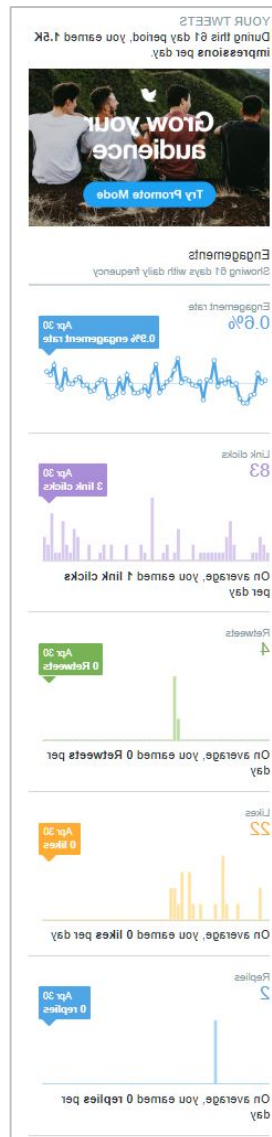 YOUR TWEETS
During this 61 day period, you earned 1.5K
impressions per day.
Grow your
audience
Try Promote Mode
Engagements
Showing 61 days with daily frequency
Engagement rate
0.6%
Apr 30
0.9% engagement rate
Link clicks
83
Apr 30
3 link clicks
On average, you earned 1 link clicks
per day
Retweets
4
Apr 30
0 Retweets
On average, you earned 0 Retweets per
day
Likes
22
Apr 30
0 likes
On average, you earned 0 likes per day
Replies
2
Apr 30
0 replies
On average, you earned 0 replies per
day